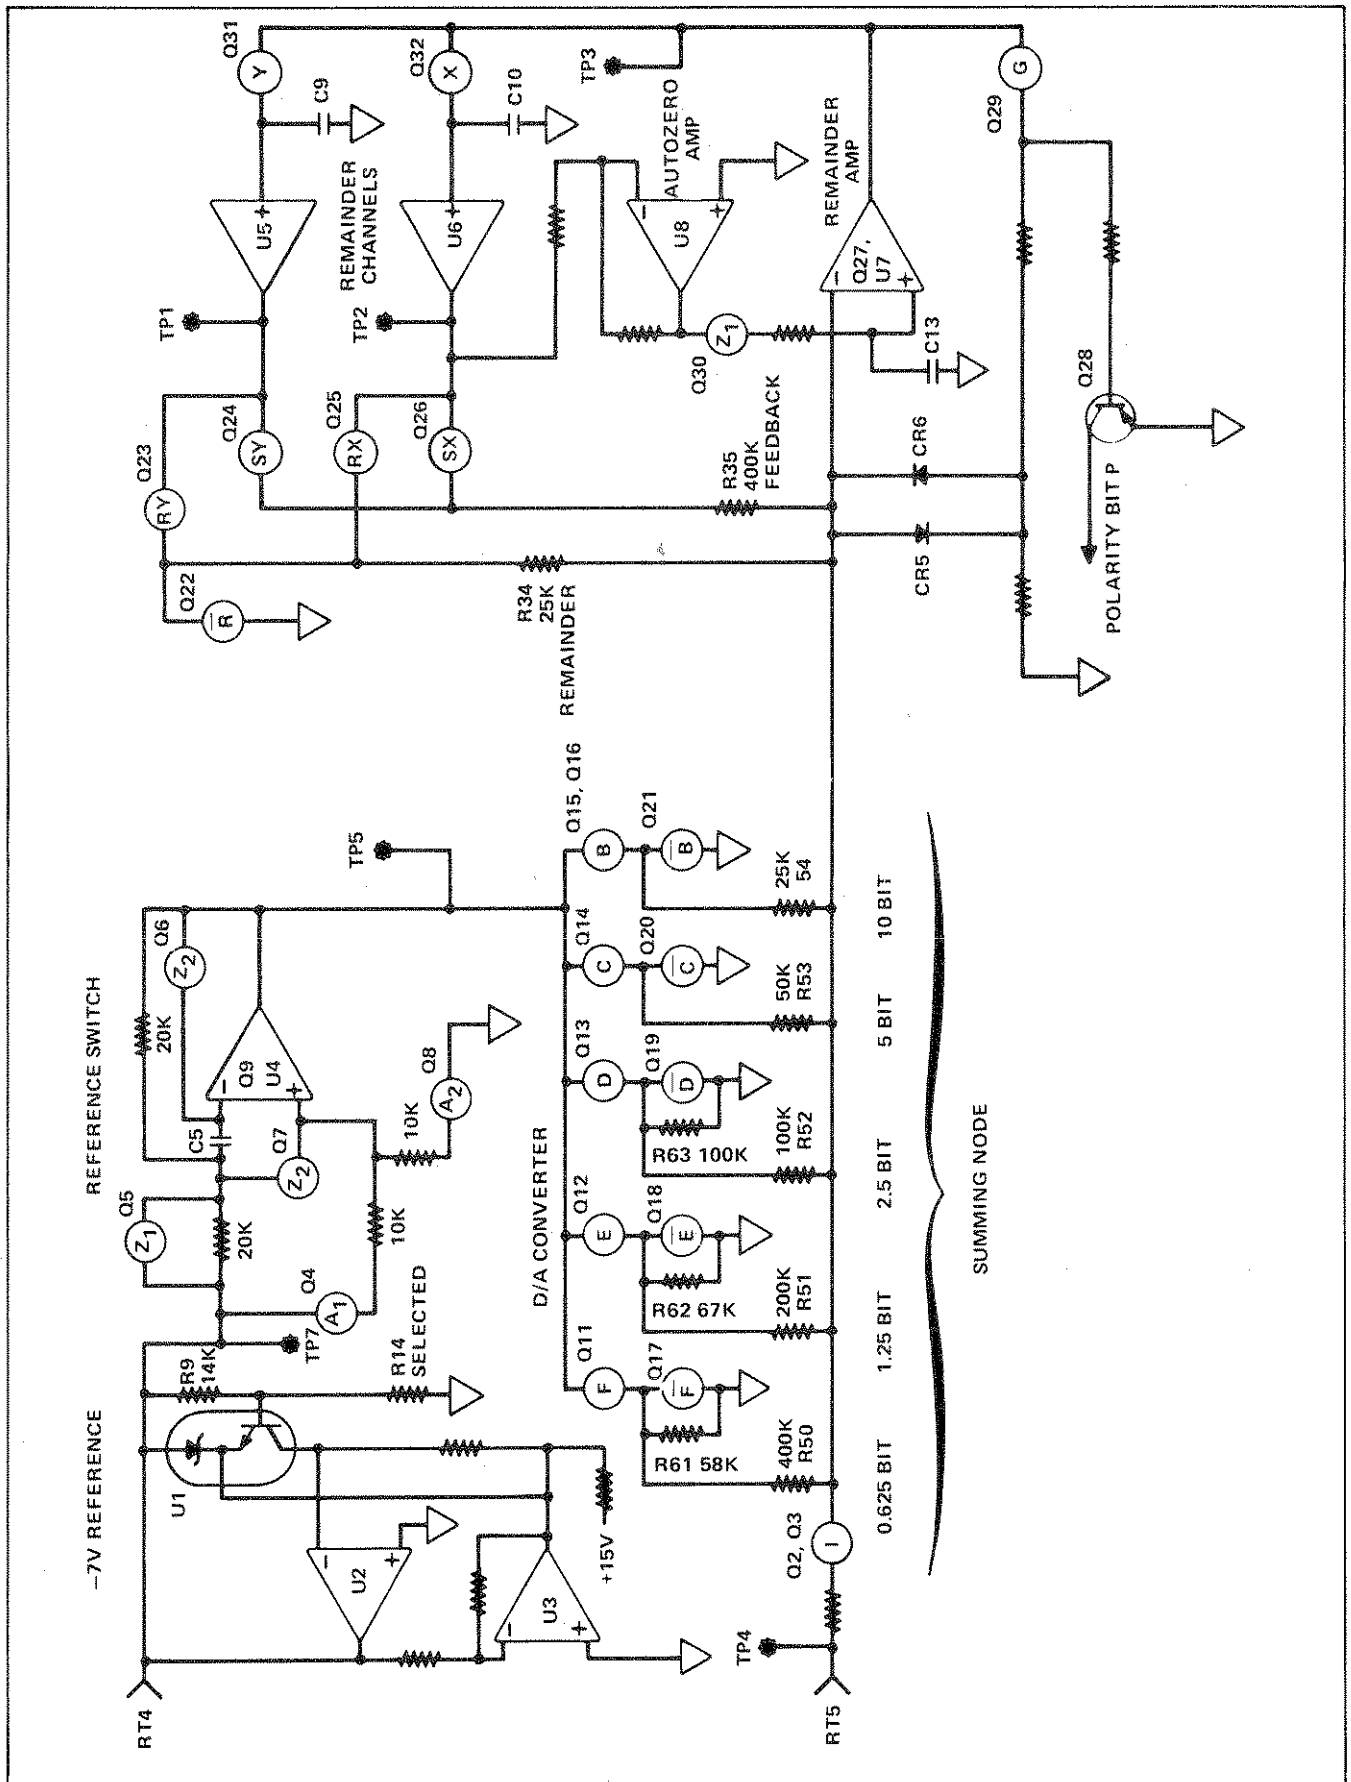 -7V REFERENCE
REFERENCE SWITCH
RT4
U1
R9
14K
TP7
R14
SELECTED
Q5
Z1
20K
Q4
A1
C5
Q7
Z2
10K
10K
Q8
A2
20K
Q6
Z2
Q9
U4
-
+
TP5
U2
-
+
U3
-
+
+15V
D/A CONVERTER
Q11
F
Q17
F
R61 58K
400K
R50
Q12
E
Q18
E
R62 67K
200K
R51
Q13
D
Q19
D
R63 100K
100K
R52
Q14
C
Q20
C
50K
R53
Q15, Q16
B
Q21
B
25K
54
TP4
RT5
Q2, Q3
I
0.625 BIT
1.25 BIT
2.5 BIT
5 BIT
10 BIT
SUMMING NODE
Q22
R
Q23
RY
Q24
SY
TP1
U5
+
Q31
Y
C9
REMAINDER
CHANNELS
Q25
RX
Q26
SX
TP2
U6
+
Q32
X
C10
R34
25K
REMAINDER
R35
400K
FEEDBACK
AUTOZERO
AMP
U8
-
+
Q30
Z1
TP3
REMAINDER
AMP
Q27,
U7
-
+
C13
CR5
CR6
Q29
G
Q28
POLARITY BIT P